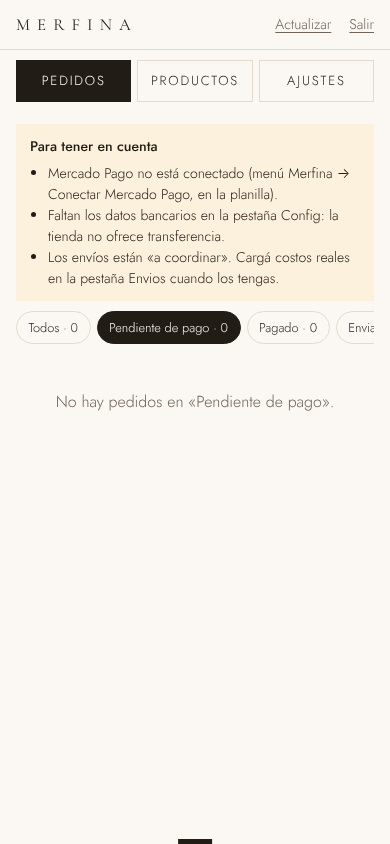 MERFINA
Actualizar
Salir
PEDIDOS
PRODUCTOS
AJUSTES
Para tener en cuenta
• Mercado Pago no está conectado (menú Merfina →
Conectar Mercado Pago, en la planilla).
• Faltan los datos bancarios en la pestaña Config: la
tienda no ofrece transferencia.
• Los envíos están «a coordinar». Cargá costos reales
en la pestaña Envios cuando los tengas.
Todos · 0
Pendiente de pago · 0
Pagado · 0
Envia
No hay pedidos en «Pendiente de pago».